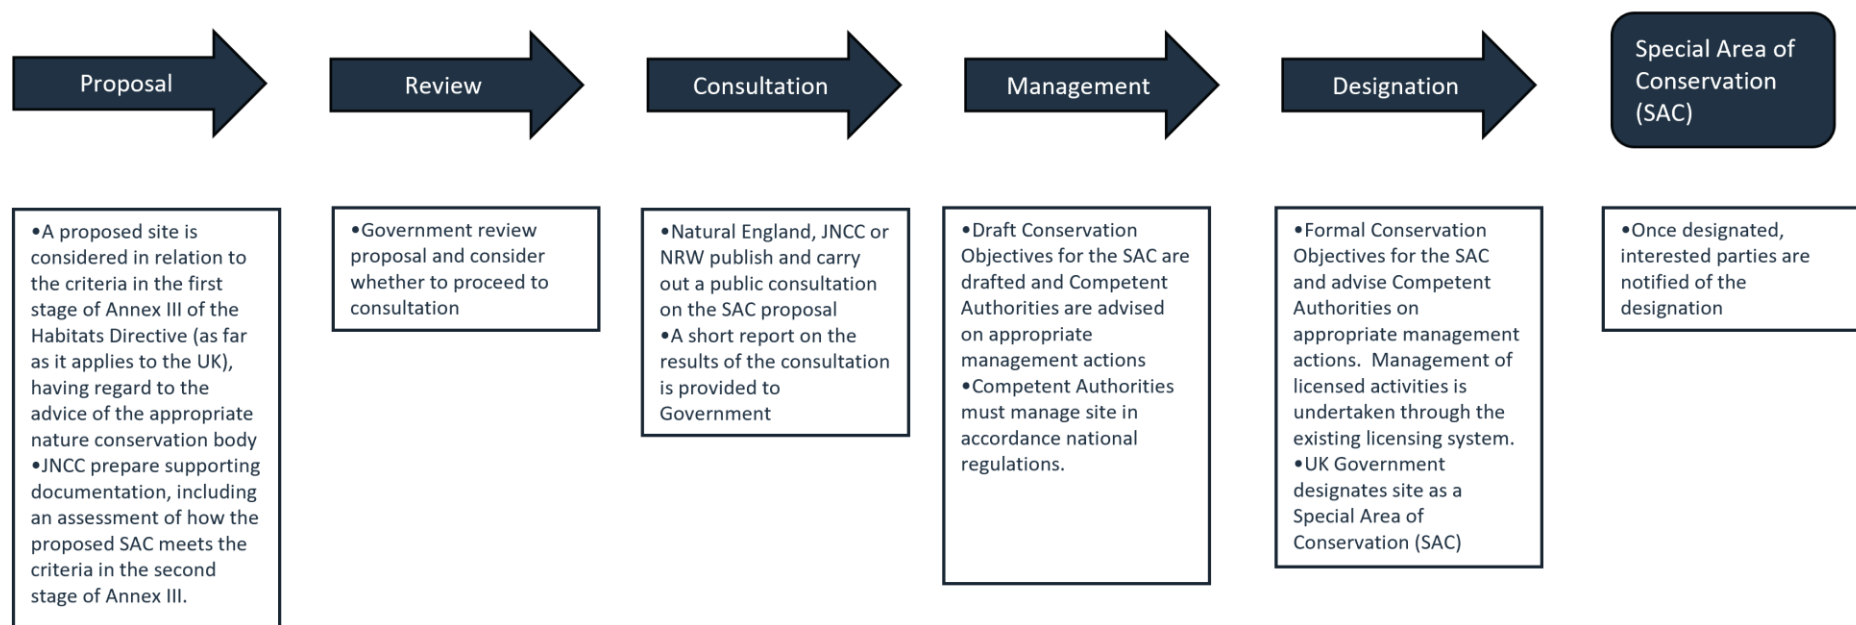 Proposal
Review
Consultation
Management
Designation
Special Area of
Conservation
(SAC)
•A proposed site is
considered in relation to
the criteria in the first
stage of Annex III of the
Habitats Directive (as far
as it applies to the UK),
having regard to the
advice of the appropriate
nature conservation body
•JNCC prepare supporting
documentation, including
an assessment of how the
proposed SAC meets the
criteria in the second
stage of Annex III.
•Government review
proposal and consider
whether to proceed to
consultation
•Natural England, JNCC or
NRW publish and carry
out a public consultation
on the SAC proposal
•A short report on the
results of the consultation
is provided to
Government
•Draft Conservation
Objectives for the SAC are
drafted and Competent
Authorities are advised
on appropriate
management actions
•Competent Authorities
must manage site in
accordance national
regulations.
•Formal Conservation
Objectives for the SAC
and advise Competent
Authorities on
appropriate management
actions.  Management of
licensed activities is
undertaken through the
existing licensing system.
•UK Government
designates site as a
Special Area of
Conservation (SAC)
•Once designated,
interested parties are
notified of the
designation